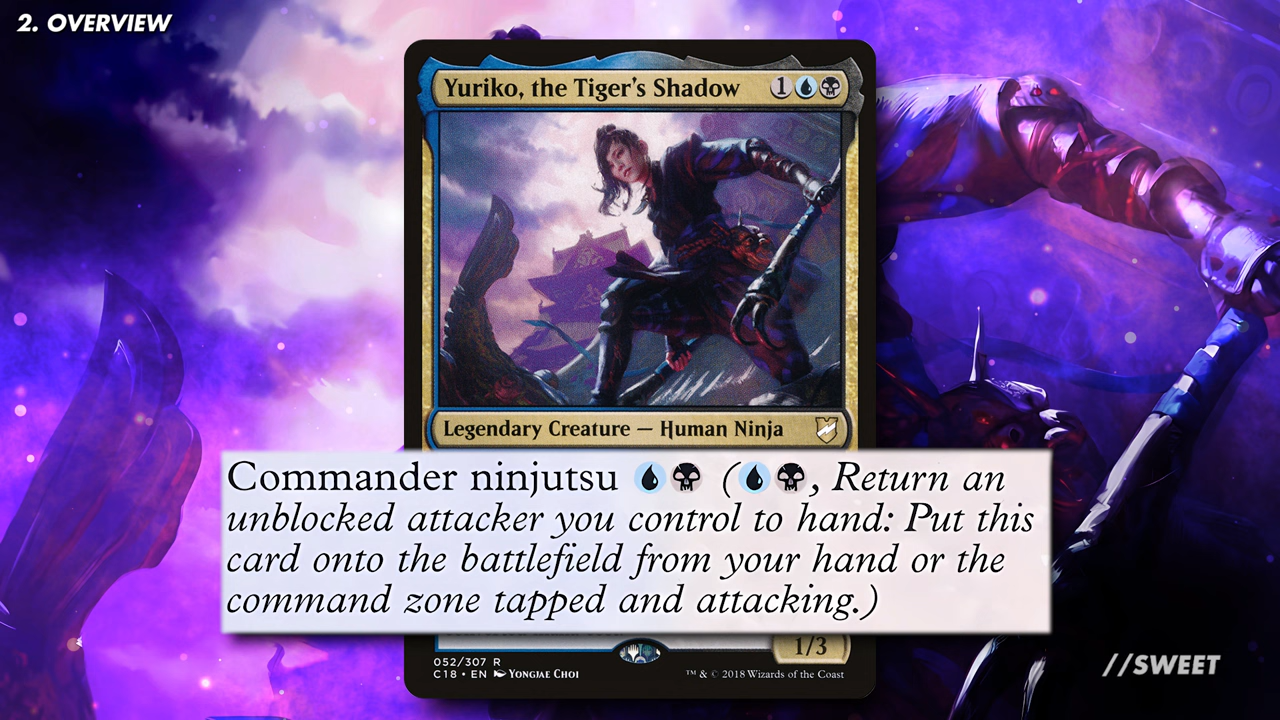 2. OVERVIEW
Yuriko, the Tiger's Shadow 1
Legendary Creature — Human Ninja
Commander ninjutsu (, Return an
unblocked attacker you control to hand: Put this
card onto the battlefield from your hand or the
command zone tapped and attacking.)
1/3
052/307 R
C18 • EN Yongjae Choi
™ & © 2018 Wizards of the Coast
//SWEET